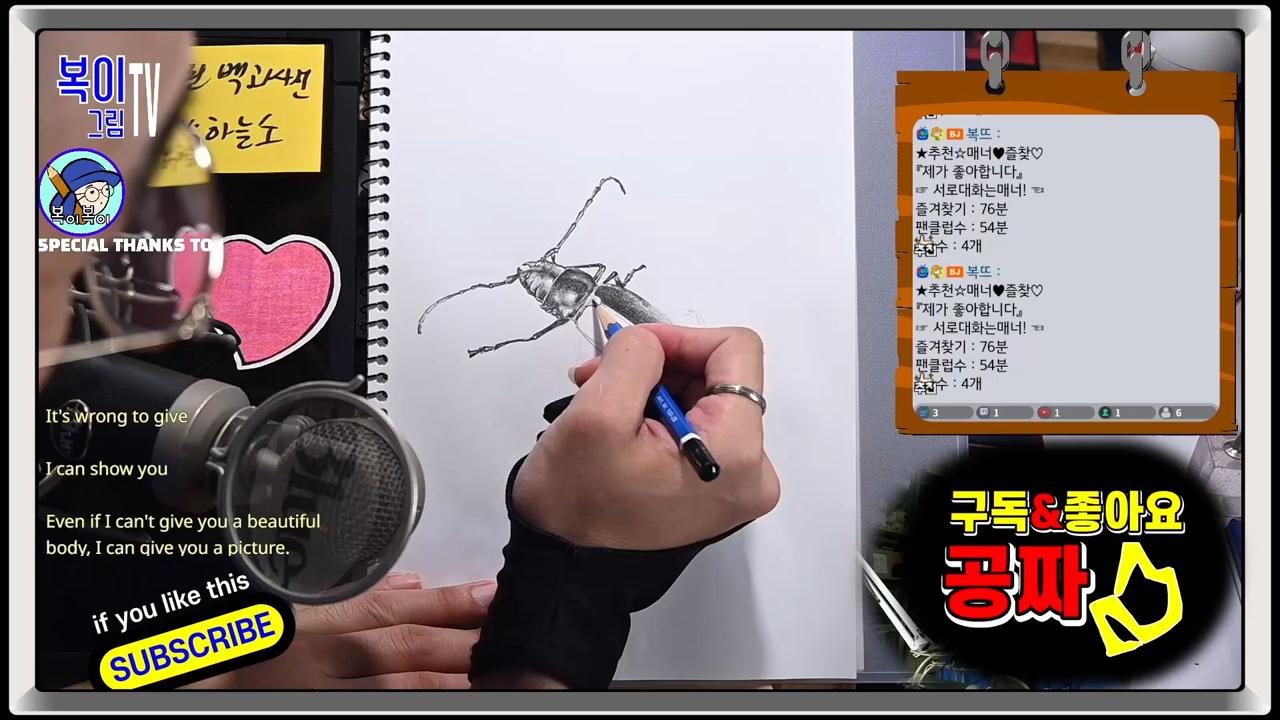 복이TV
그림
백과쌤
하늘소
복이복이
SPECIAL THANKS TO
It's wrong to give
I can show you
Even if I can't give you a beautiful
body, I can give you a picture.
if you like this
SUBSCRIBE
BJ 복뜨 :
★추천☆매너♥즐찾♡
『제가 좋아합니다』
☞ 서로대화는매너! ☜
즐겨찾기 : 76분
팬클럽수 : 54분
수 : 4개
BJ 복뜨 :
★추천☆매너♥즐찾♡
『제가 좋아합니다』
☞ 서로대화는매너! ☜
즐겨찾기 : 76분
팬클럽수 : 54분
수 : 4개
3 1 1 1 6
구독&좋아요
공짜